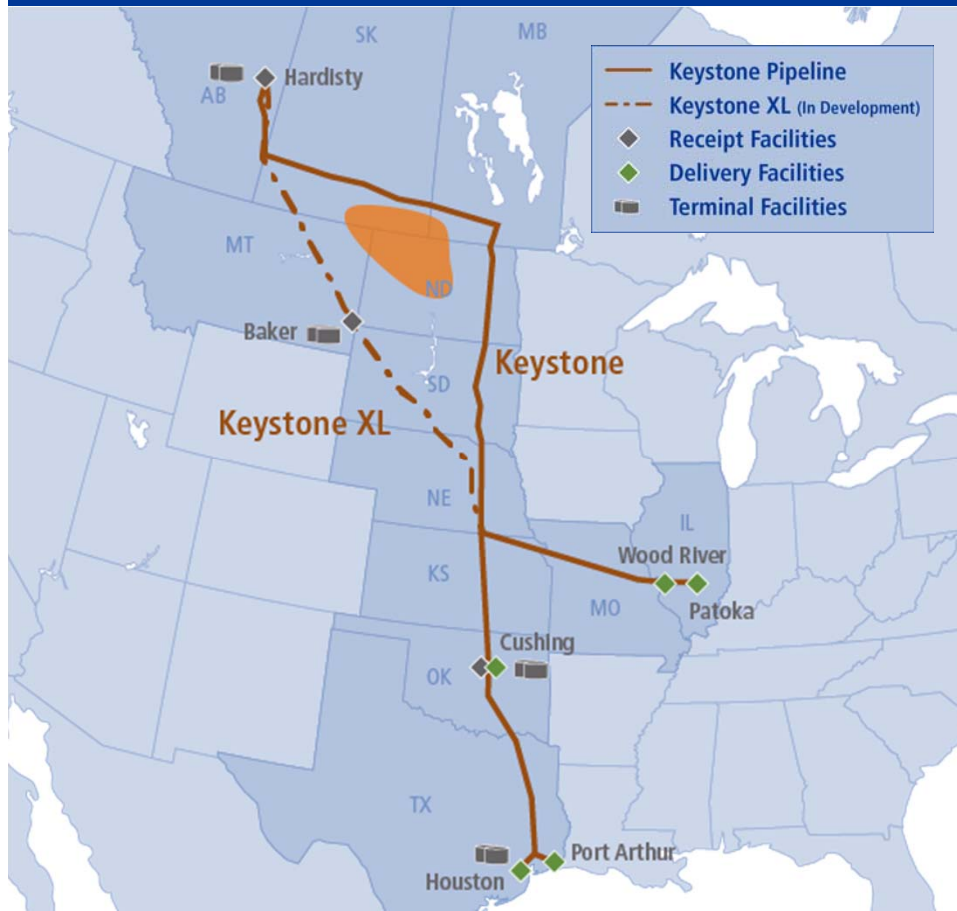 SK
MB
AB
Hardisty
Keystone Pipeline
Keystone XL (In Development)
Receipt Facilities
Delivery Facilities
Terminal Facilities
MT
ND
Baker
SD
Keystone
Keystone XL
NE
IL
Wood River
KS
MO
Patoka
Cushing
OK
TX
Port Arthur
Houston